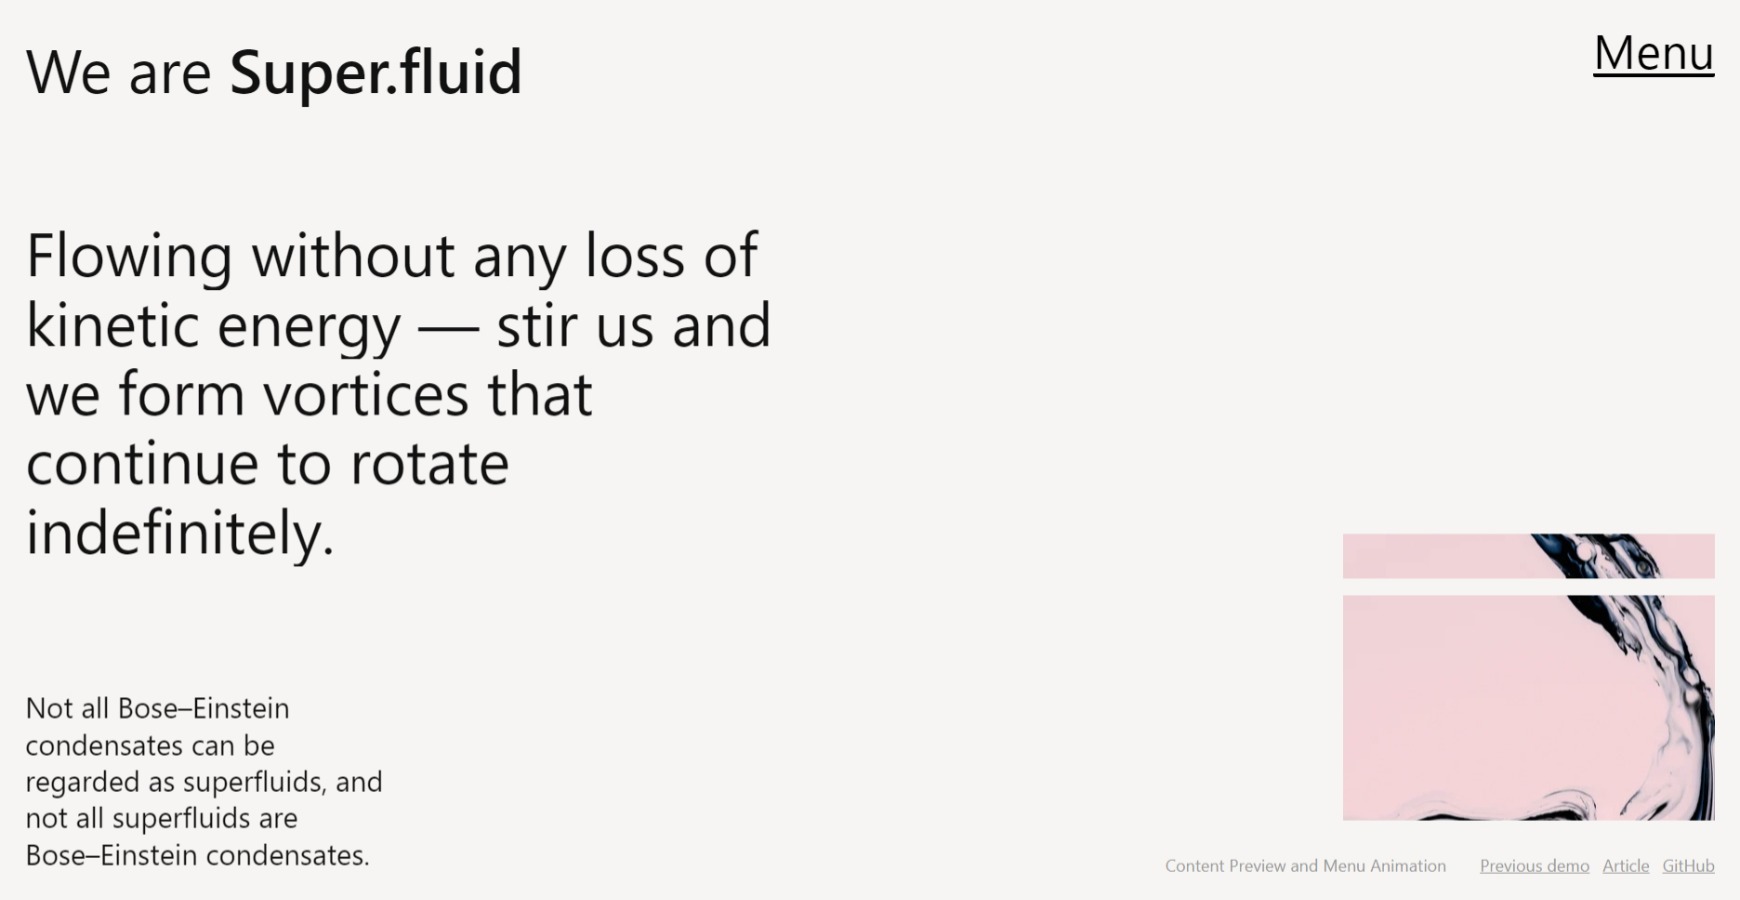 We are Super.fluid
Menu
Flowing without any loss of
kinetic energy — stir us and
we form vortices that
continue to rotate
indefinitely.
Not all Bose–Einstein
condensates can be
regarded as superfluids, and
not all superfluids are
Bose–Einstein condensates.
Content Preview and Menu Animation Previous demo Article GitHub